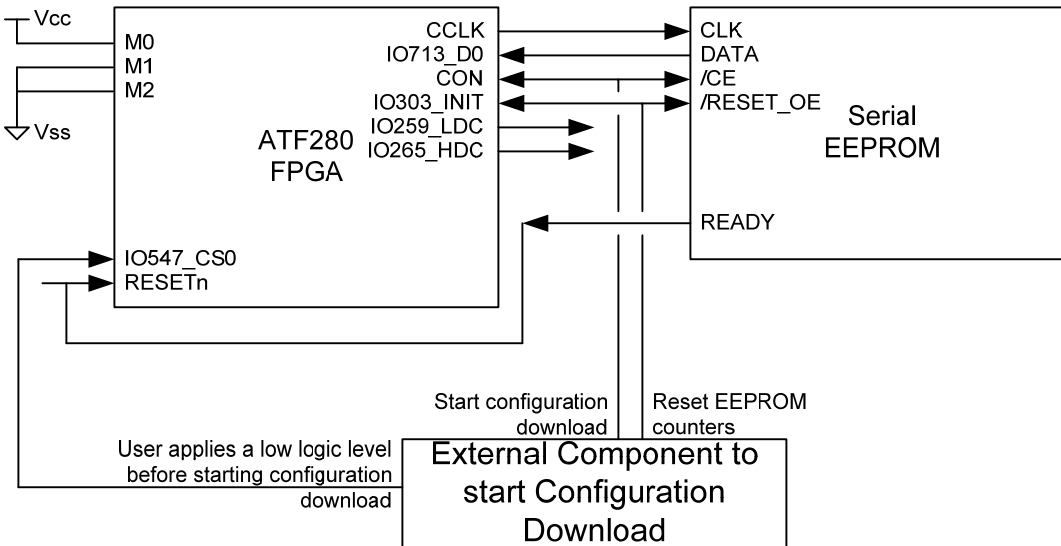 Vcc
M0
M1
M2
Vss
ATF280
FPGA
CCLK
IO713_D0
CON
IO303_INIT
IO259_LDC
IO265_HDC
IO547_CS0
RESETn
CLK
DATA
/CE
/RESET_OE
Serial
EEPROM
READY
Start configuration
download
Reset EEPROM
counters
User applies a low logic level
before starting configuration
download
External Component to
start Configuration
Download